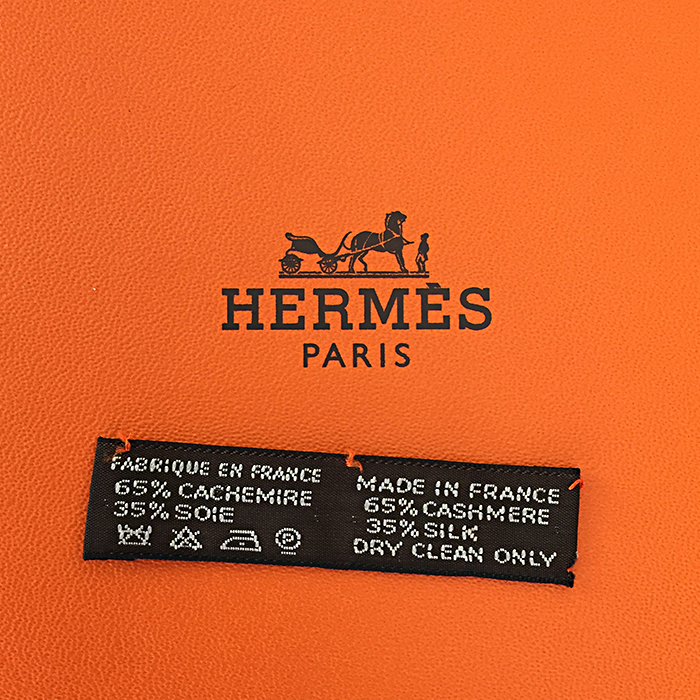 HERMÈS
PARIS
FABRIQUE EN FRANCE
65% CACHEMIRE
35% SOIE
P
MADE IN FRANCE
65% CASHMERE
35% SILK
DRY CLEAN ONLY